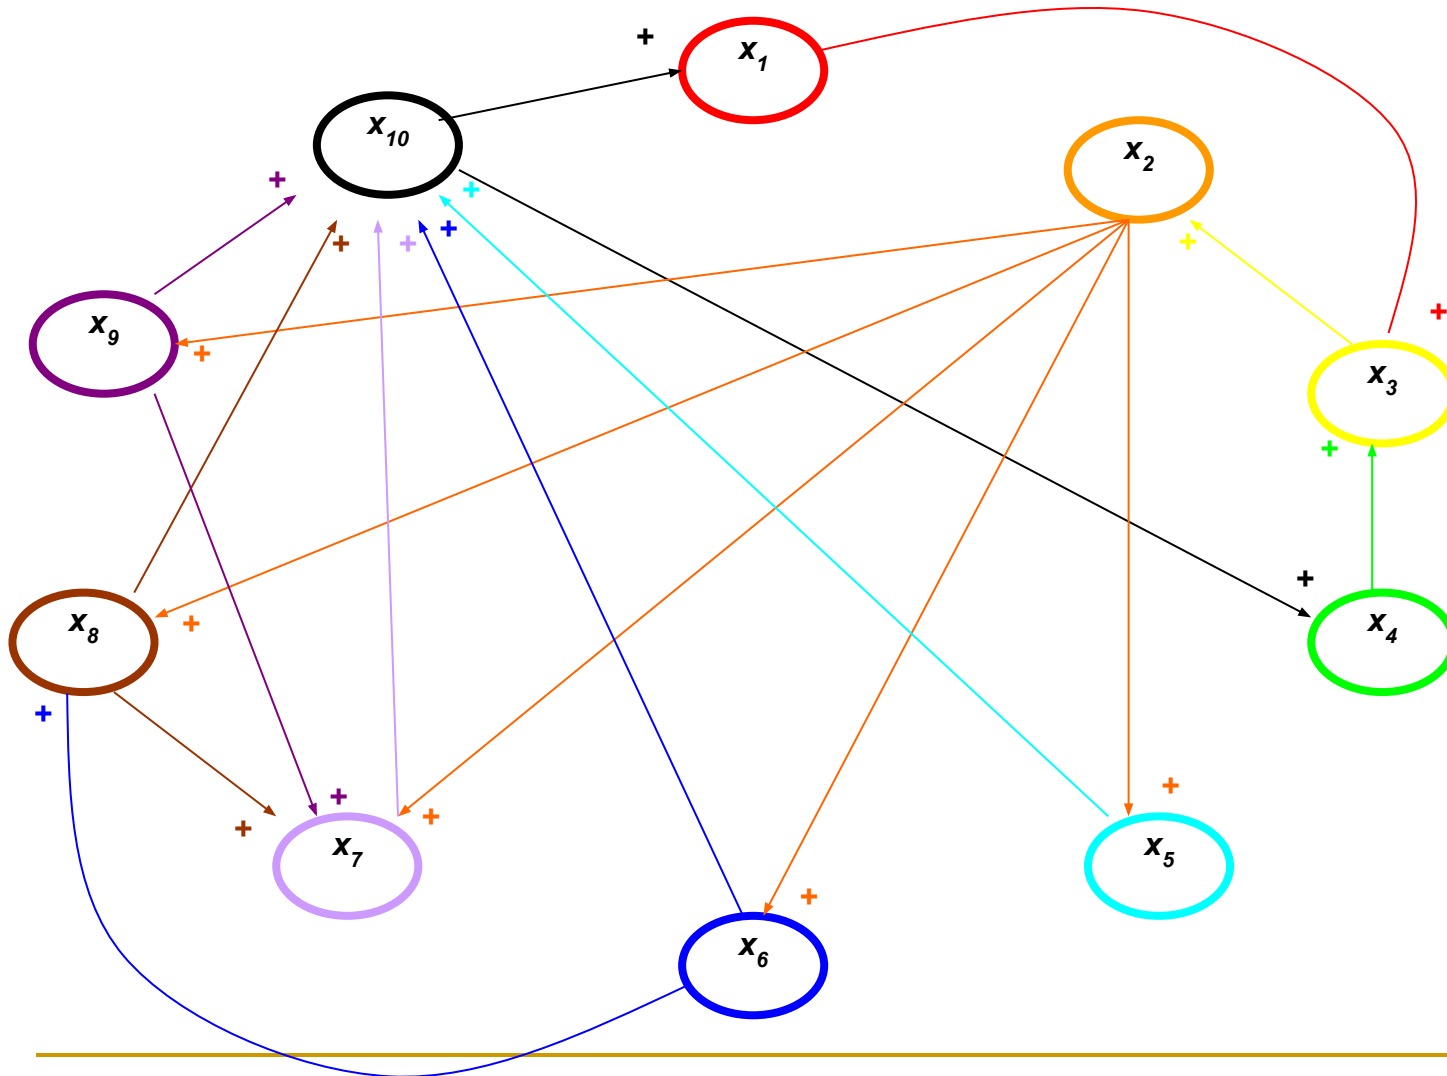 +
x1
x10
x2
+
+
+
+
+
+
+
x9
+
+
x3
+
+
x8
+
x4
+
+
+
+
+
x7
x5
+
x6